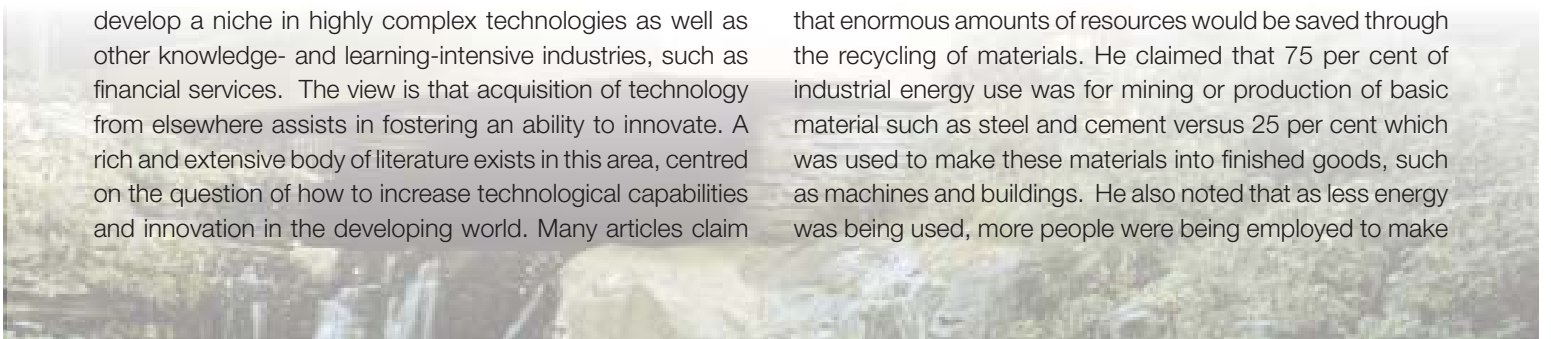 develop a niche in highly complex technologies as well as
other knowledge- and learning-intensive industries, such as
financial services.  The view is that acquisition of technology
from elsewhere assists in fostering an ability to innovate. A
rich and extensive body of literature exists in this area, centred
on the question of how to increase technological capabilities
and innovation in the developing world. Many articles claim
that enormous amounts of resources would be saved through
the recycling of materials. He claimed that 75 per cent of
industrial energy use was for mining or production of basic
material such as steel and cement versus 25 per cent which
was used to make these materials into finished goods, such
as machines and buildings.  He also noted that as less energy
was being used, more people were being employed to make